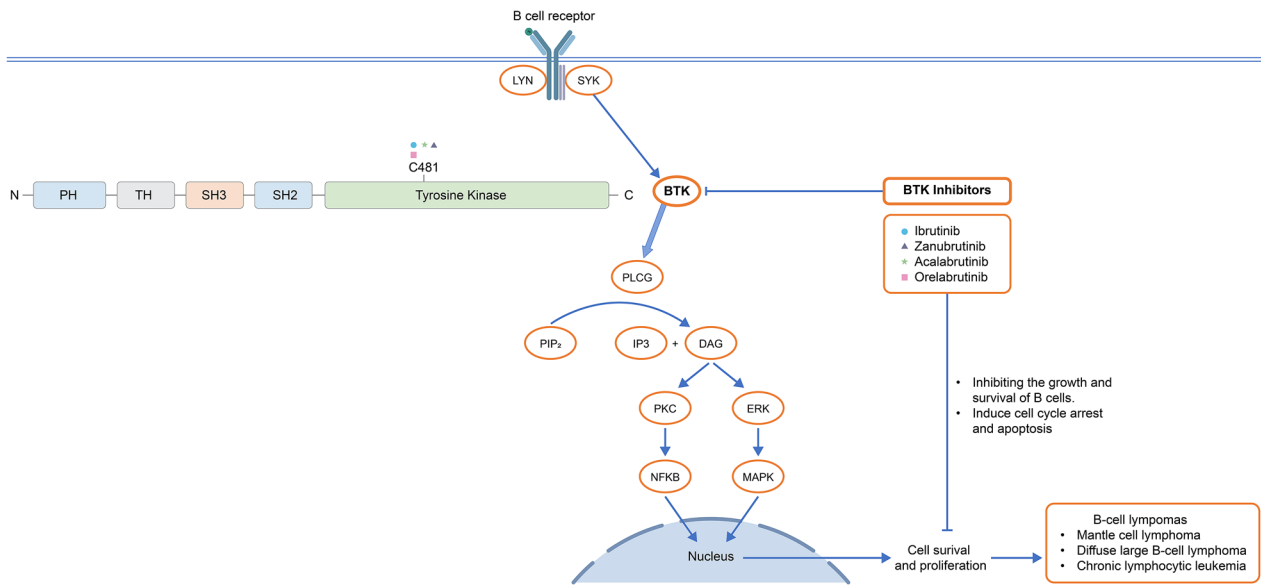 B cell receptor
LYN
SYK
C481
N
PH
TH
SH3
SH2
Tyrosine Kinase
C
BTK
BTK Inhibitors
Ibrutinib
Zanubrutinib
Acalabrutinib
Orelabrutinib
PLCG
PIP₂
IP3
+
DAG
PKC
ERK
• Inhibiting the growth and
survival of B cells.
• Induce cell cycle arrest
and apoptosis
NFKB
MAPK
Nucleus
Cell surival
and proliferation
B-cell lympomas
• Mantle cell lymphoma
• Diffuse large B-cell lymphoma
• Chronic lymphocytic leukemia